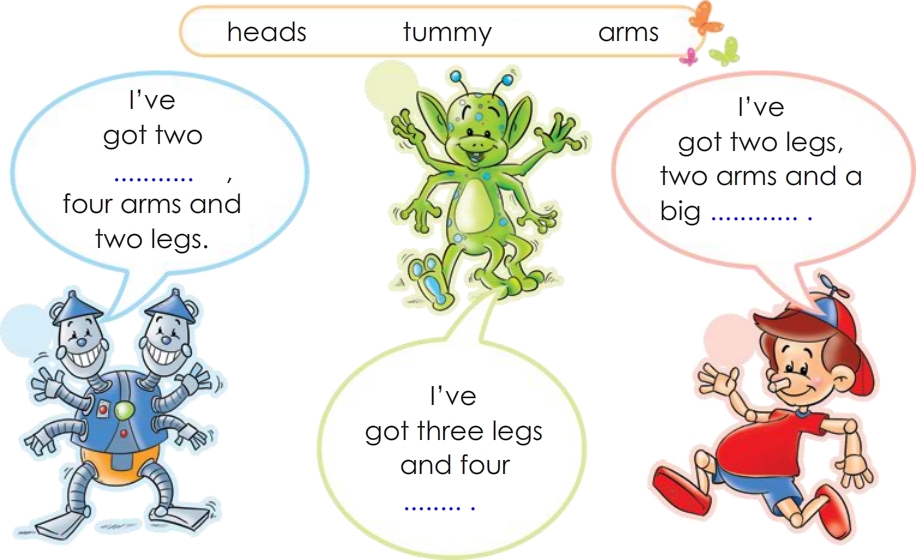 heads tummy arms
I've
got two
........... ,
four arms and
two legs.
I've
got two legs,
two arms and a
big ............ .
I've
got three legs
and four
........ .